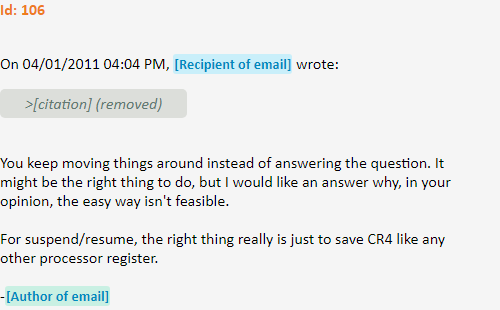 Id: 106
On 04/01/2011 04:04 PM, [Recipient of email] wrote:
>[citation] (removed)
You keep moving things around instead of answering the question. It
might be the right thing to do, but I would like an answer why, in your
opinion, the easy way isn't feasible.
For suspend/resume, the right thing really is just to save CR4 like any
other processor register.
-[Author of email]